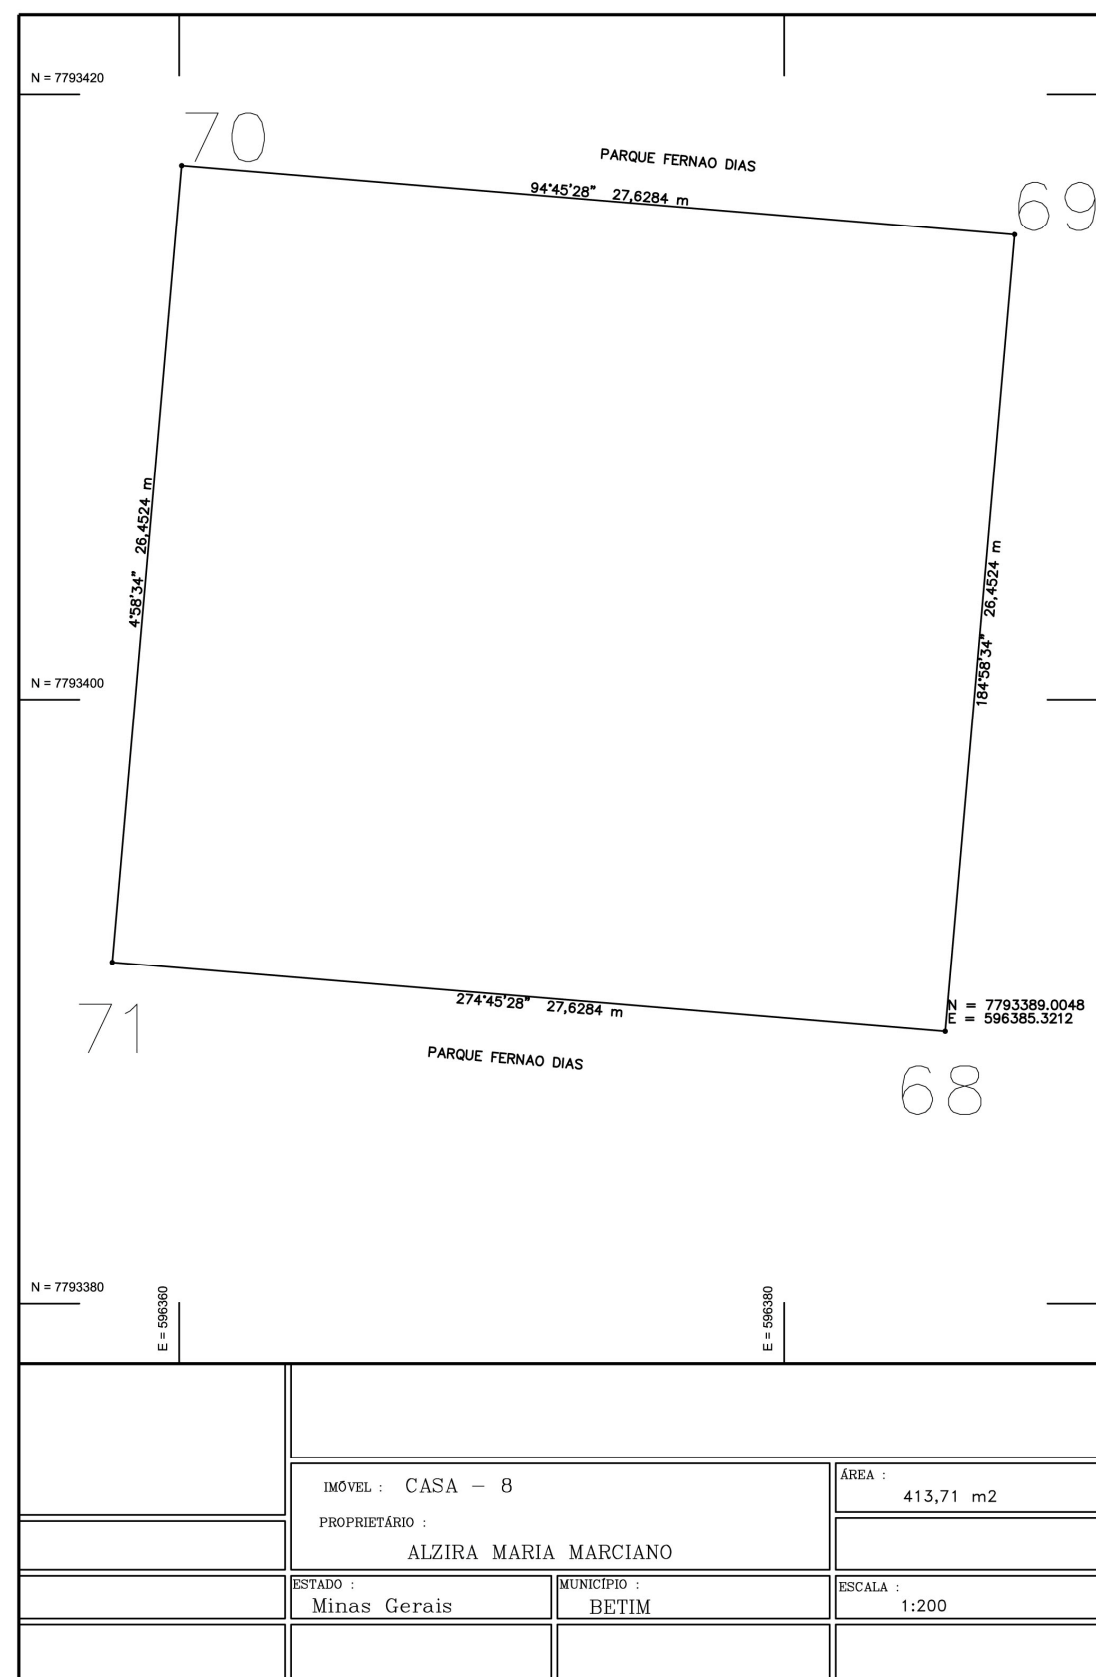 N = 7793420
70
PARQUE FERNAO DIAS
94°45'28" 27,6284 m
69
4°58'34" 26,4524 m
184°58'34" 26,4524 m
N = 7793400
274°45'28" 27,6284 m
N = 7793389.0048
E = 596385.3212
71
PARQUE FERNAO DIAS
68
N = 7793380
E = 596360
E = 596380
IMÓVEL : CASA - 8
ÁREA :
413,71 m2
PROPRIETÁRIO :
ALZIRA MARIA MARCIANO
ESTADO :
Minas Gerais
MUNICÍPIO :
BETIM
ESCALA :
1:200